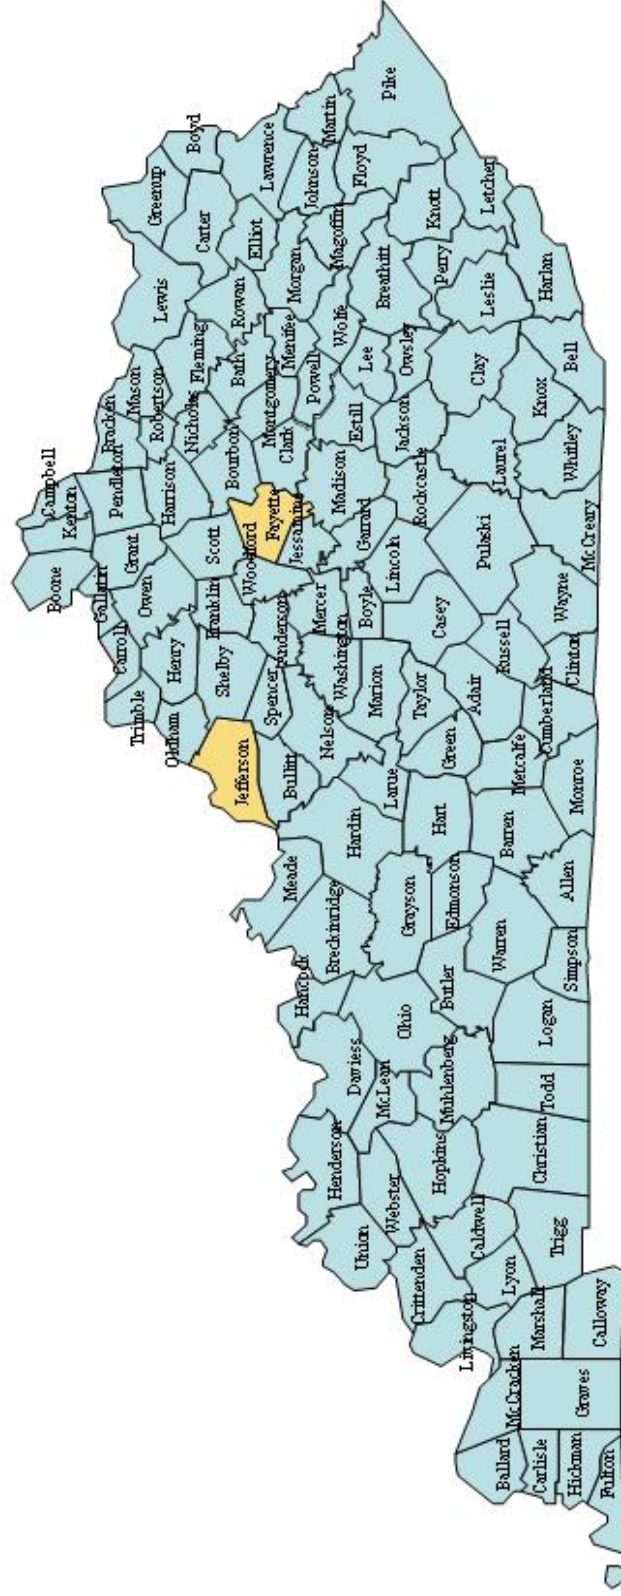 Boone
Kenton
Campbell
Gallatin
Grant
Pendleton
Bracken
Mason
Robertson
Lewis
Greenup
Boyd
Carroll
Trimble
Owen
Harrison
Nicholas
Fleming
Rowan
Carter
Elliot
Lawrence
Oldham
Henry
Franklin
Scott
Bourbon
Bath
Montgomery
Menifee
Morgan
Johnson
Martin
Jefferson
Shelby
Woodford
Fayette
Clark
Powell
Wolfe
Magoffin
Floyd
Pike
Bullitt
Spencer
Anderson
Mercer
Jessamine
Madison
Estill
Lee
Breathitt
Knott
Letcher
Meade
Breckinridge
Hardin
Nelson
Washington
Boyle
Garrard
Lincoln
Rockcastle
Jackson
Owsley
Perry
Leslie
Harlan
Hancock
Daviess
Ohio
Grayson
Larue
Marion
Taylor
Casey
Pulaski
Laurel
Clay
Knox
Bell
Henderson
McLean
Muhlenberg
Butler
Edmonson
Hart
Green
Adair
Russell
Wayne
McCreary
Whitley
Union
Webster
Hopkins
Warren
Barren
Metcalfe
Cumberland
Clinton
Crittenden
Caldwell
Christian
Todd
Logan
Simpson
Allen
Monroe
Livingston
Lyon
Trigg
McCracken
Marshall
Calloway
Ballard
Carlisle
Graves
Hickman
Fulton